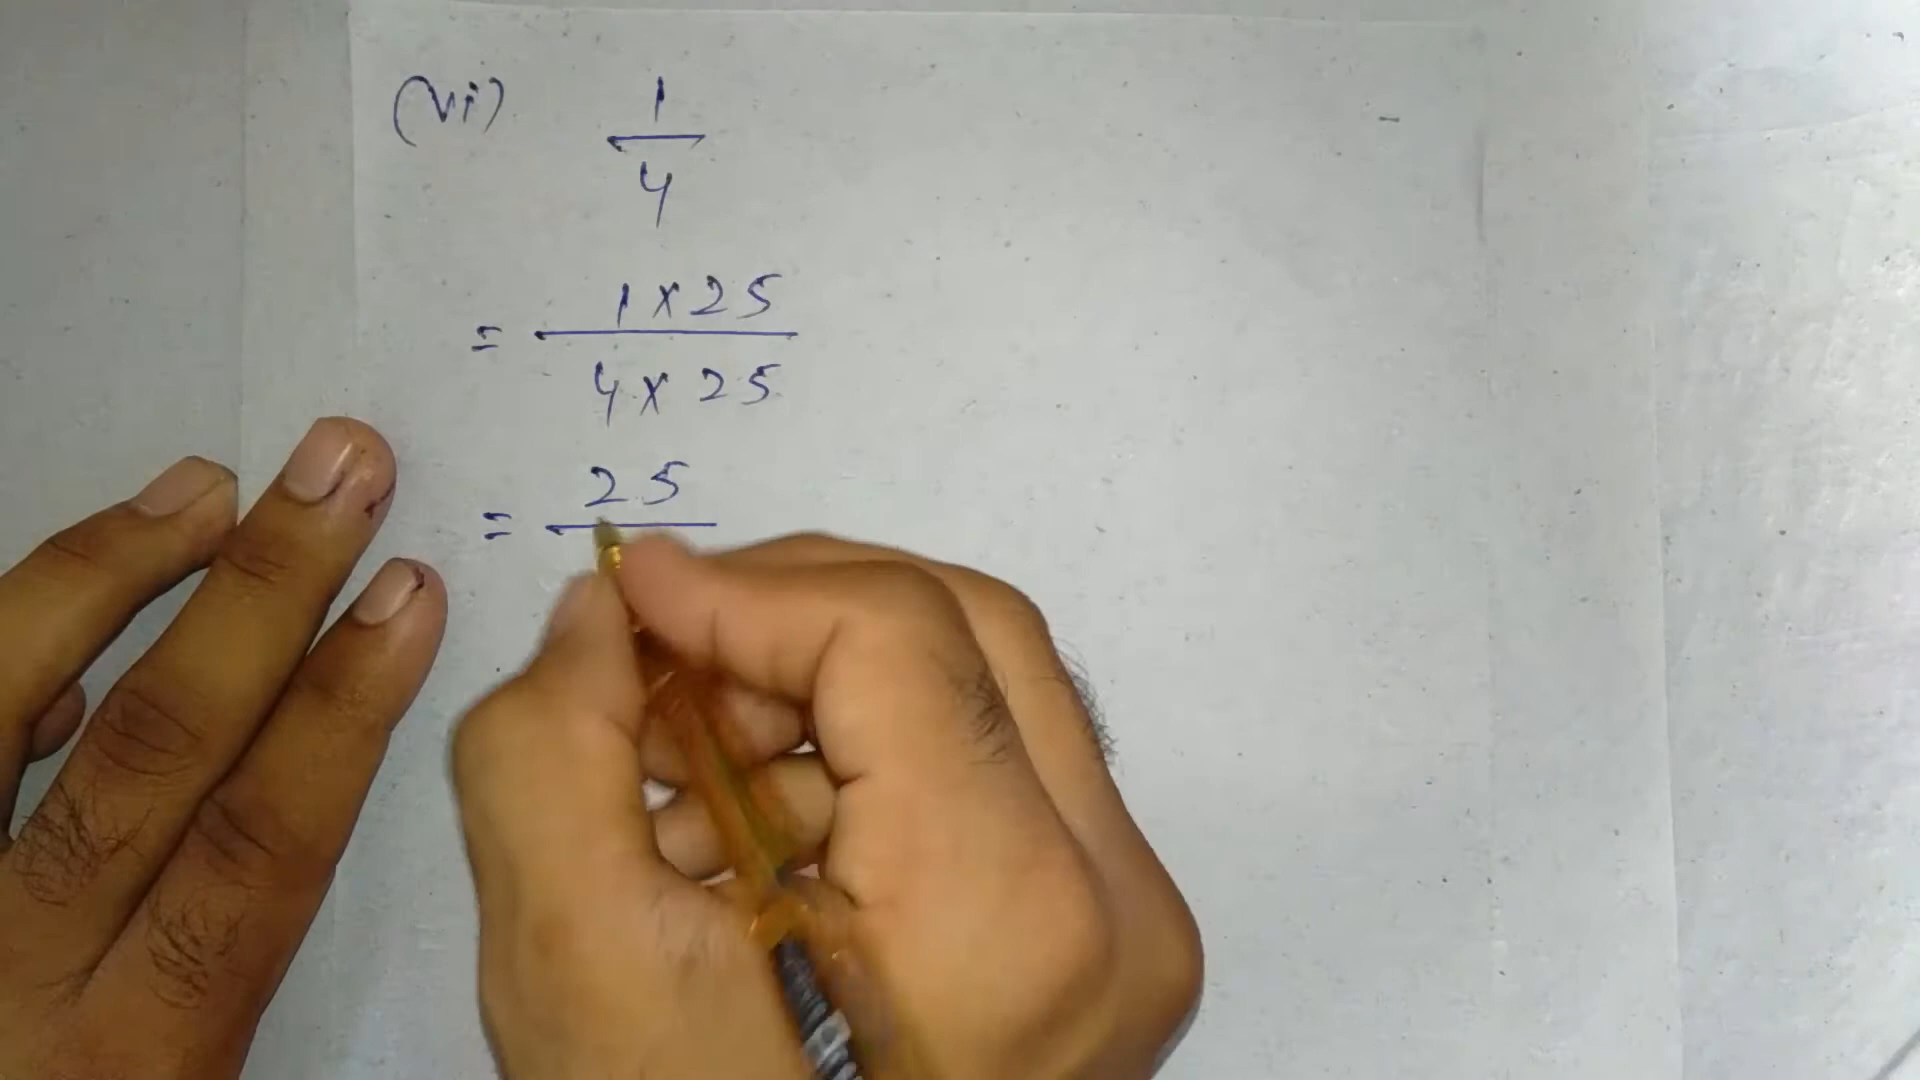 (vi) 1/4
= 1×25/4×25
= 25/